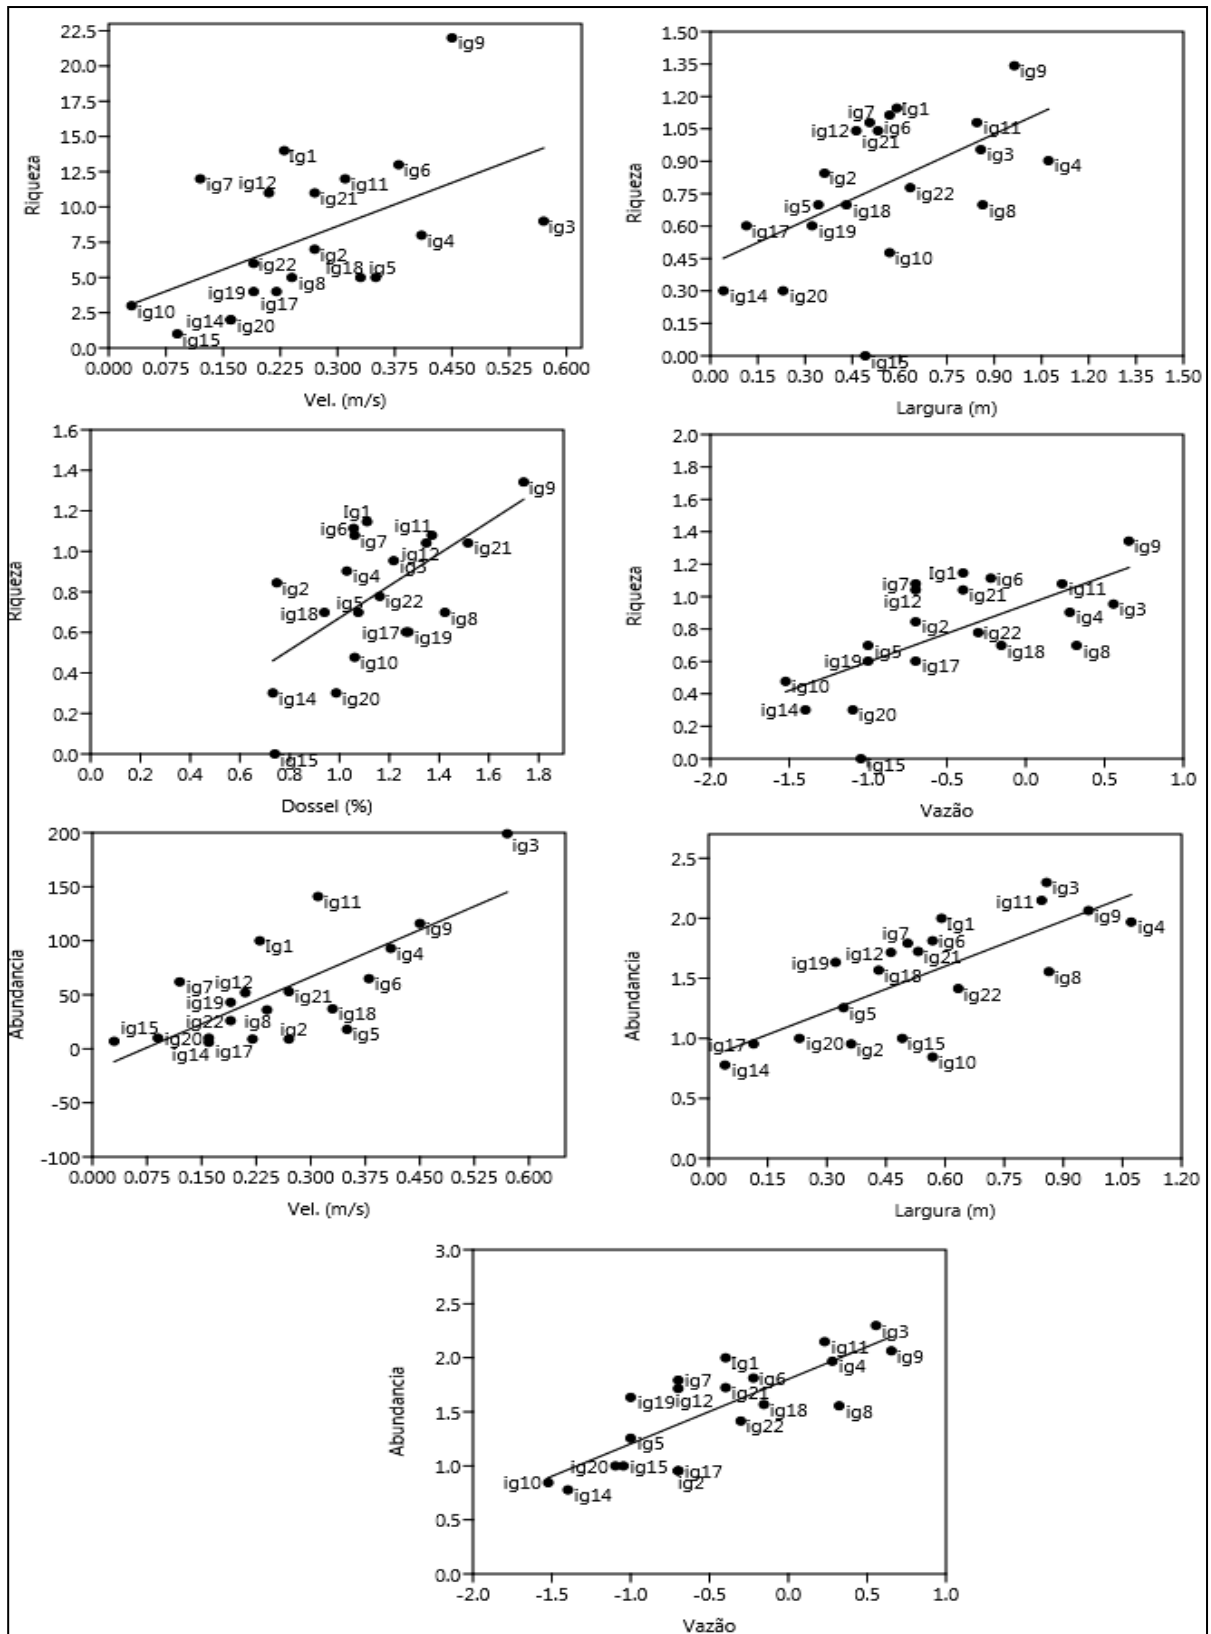 22.5
20.0
17.5
15.0
12.5
10.0
7.5
5.0
2.5
0.0
Riqueza
ig9
Ig1
ig6
ig7
ig12
ig11
ig21
ig3
ig4
ig2
ig22
ig18
ig5
ig8
ig19
ig17
ig10
ig14
ig20
ig15
0.000 0.075 0.150 0.225 0.300 0.375 0.450 0.525 0.600
Vel. (m/s)
1.50
1.35
1.20
1.05
0.90
0.75
0.60
0.45
0.30
0.15
0.00
Riqueza
ig9
ig7
Ig1
ig12
ig6
ig11
ig21
ig3
ig4
ig2
ig22
ig5
ig18
ig8
ig17
ig19
ig10
ig14
ig20
ig15
0.00 0.15 0.30 0.45 0.60 0.75 0.90 1.05 1.20 1.35 1.50
Largura (m)
1.6
1.4
1.2
1.0
0.8
0.6
0.4
0.2
0.0
Riqueza
ig9
Ig1
ig6
ig11
ig7
ig21
ig12
ig3
ig4
ig2
ig22
ig5
ig18
ig8
ig17
ig19
ig10
ig14
ig20
ig15
0.0 0.2 0.4 0.6 0.8 1.0 1.2 1.4 1.6 1.8
Dossel (%)
2.0
1.8
1.6
1.4
1.2
1.0
0.8
0.6
0.4
0.2
0.0
Riqueza
ig9
Ig1
ig6
ig7
ig11
ig21
ig12
ig3
ig4
ig2
ig22
ig5
ig18
ig8
ig19
ig17
ig10
ig14
ig20
ig15
-2.0 -1.5 -1.0 -0.5 0.0 0.5 1.0
Vazão
200
150
100
50
0
-50
-100
Abundancia
ig3
ig11
ig9
Ig1
ig4
ig7
ig12
ig6
ig19
ig21
ig22
ig8
ig18
ig15
ig20
ig2
ig5
ig14
ig17
0.000 0.075 0.150 0.225 0.300 0.375 0.450 0.525 0.600
Vel. (m/s)
2.5
2.0
1.5
1.0
0.5
0.0
Abundancia
ig3
ig11
ig9
Ig1
ig4
ig7
ig6
ig12
ig21
ig19
ig18
ig8
ig22
ig5
ig17
ig20
ig2
ig15
ig10
ig14
0.00 0.15 0.30 0.45 0.60 0.75 0.90 1.05 1.20
Largura (m)
3.0
2.5
2.0
1.5
1.0
0.5
0.0
Abundancia
ig3
ig11
ig9
Ig1
ig4
ig7
ig6
ig21
ig19
ig12
ig18
ig8
ig22
ig5
ig20
ig15
ig17
ig10
ig2
ig14
-2.0 -1.5 -1.0 -0.5 0.0 0.5 1.0
Vazão